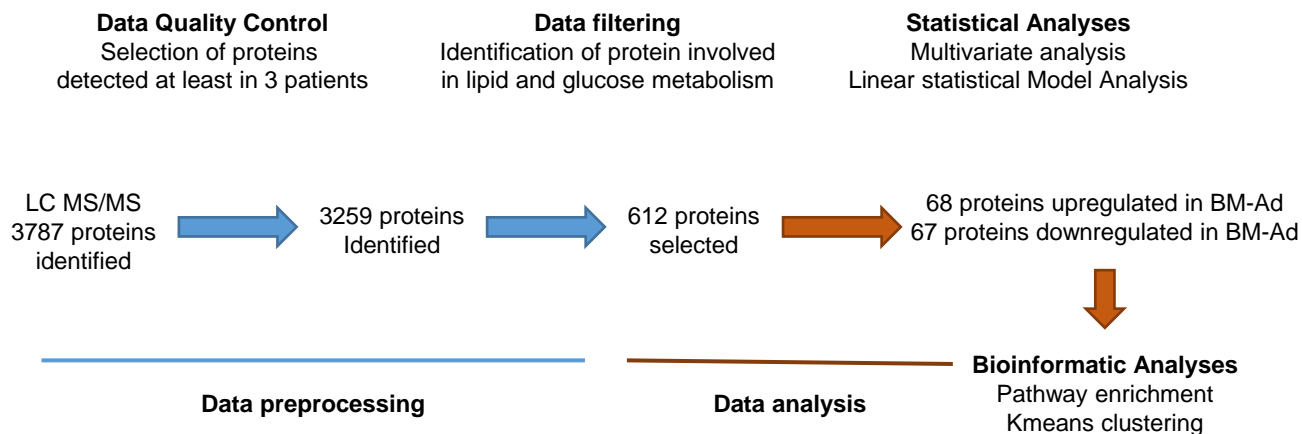 Data Quality Control
Selection of proteins
detected at least in 3 patients
Data filtering
Identification of protein involved
in lipid and glucose metabolism
Statistical Analyses
Multivariate analysis
Linear statistical Model Analysis
LC MS/MS
3787 proteins
identified
3259 proteins
Identified
612 proteins
selected
68 proteins upregulated in BM-Ad
67 proteins downregulated in BM-Ad
Data preprocessing
Data analysis
Bioinformatic Analyses
Pathway enrichment
Kmeans clustering